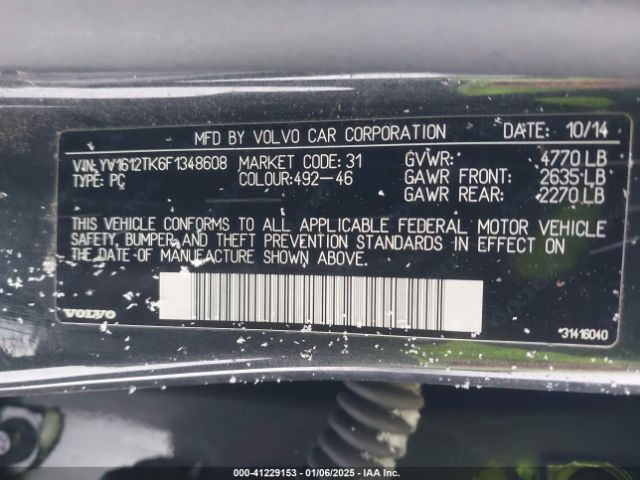 MFD BY VOLVO CAR CORPORATION DATE: 10/14
VIN: YV1612TK6F1348608 MARKET CODE: 31 GVWR: 4770 LB
TYPE: PC COLOUR:492-46 GAWR FRONT: 2635 LB
GAWR REAR: 2270 LB
THIS VEHICLE CONFORMS TO ALL APPLICABLE FEDERAL MOTOR VEHICLE
SAFETY, BUMPER, AND THEFT PREVENTION STANDARDS IN EFFECT ON
THE DATE OF MANUFACTURE SHOWN ABOVE.
VOLVO
*31416040
000-41229153 - 01/06/2025 - IAA Inc.